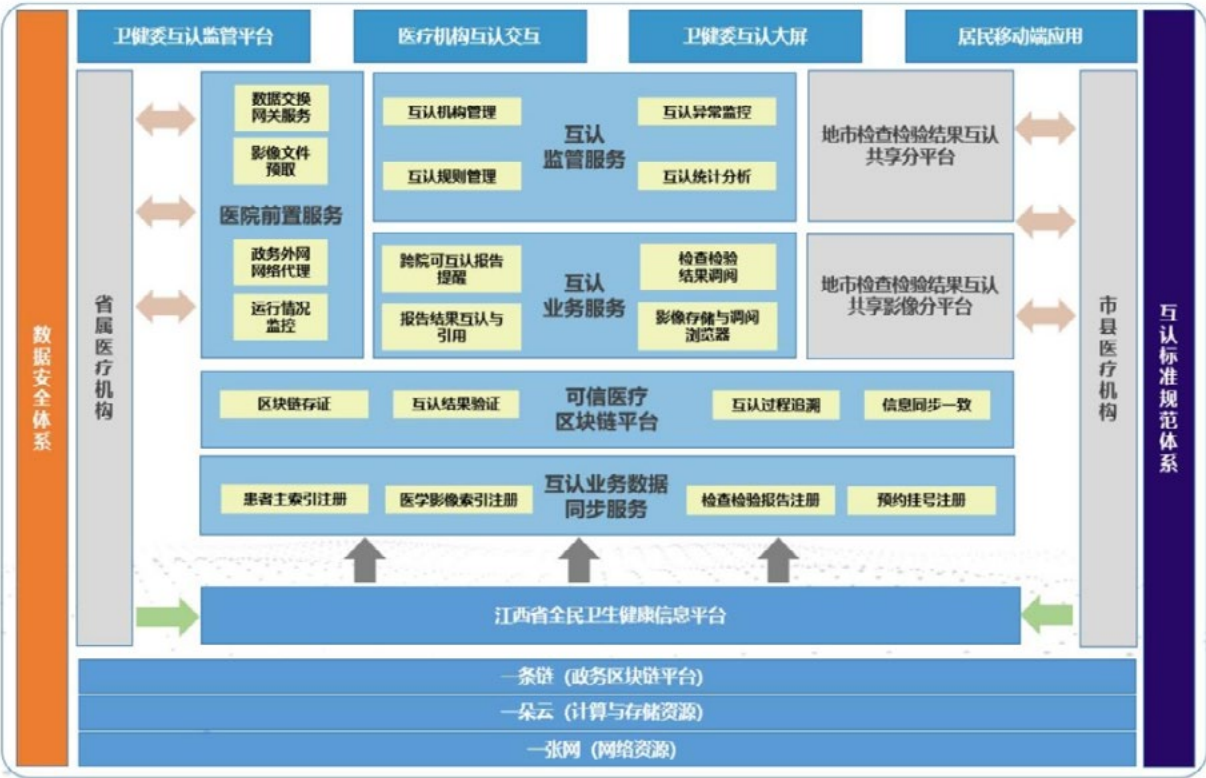 卫健委互认监管平台
医疗机构互认交互
卫健委互认大屏
居民移动端应用
数据安全体系
省属医疗机构
数据交换
网关服务
影像文件
预取
医院前置服务
政务外网
网络代理
运行情况
监控
互认机构管理
互认规则管理
互认
监管服务
互认异常监控
互认统计分析
跨院可互认报告
提醒
报告结果互认与
引用
互认
业务服务
检查检验
结果调阅
影像存储与调阅
浏览器
地市检查检验结果互认
共享分平台
地市检查检验结果互认
共享影像分平台
市县医疗机构
互认标准规范体系
区块链存证
互认结果验证
可信医疗
区块链平台
互认过程追溯
信息同步一致
患者主索引注册
医学影像索引注册
互认业务数据
同步服务
检查检验报告注册
预约挂号注册
江西省全民卫生健康信息平台
一条链（政务区块链平台）
一朵云（计算与存储资源）
一张网（网络资源）